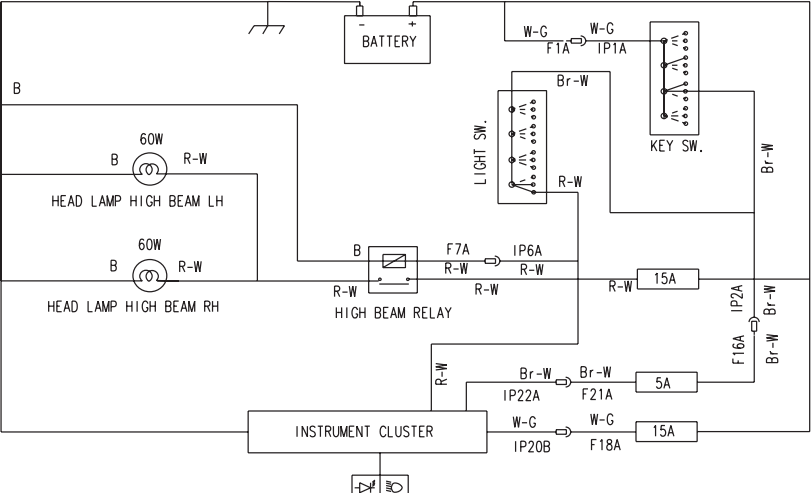 - +
BATTERY
W-G W-G
F1A IP1A
Br-W
KEY SW.
LIGHT SW.
R-W
Br-W
B
60W
B R-W
HEAD LAMP HIGH BEAM LH
60W
B R-W
HEAD LAMP HIGH BEAM RH
B F7A IP6A
R-W R-W
R-W R-W R-W 15A
HIGH BEAM RELAY
IP2A Br-W
F16A Br-W
R-W
Br-W Br-W
IP22A F21A 5A
INSTRUMENT CLUSTER
W-G W-G
IP20B F18A 15A